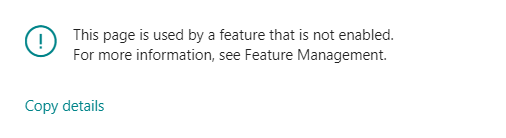 This page is used by a feature that is not enabled.
For more information, see Feature Management.
Copy details